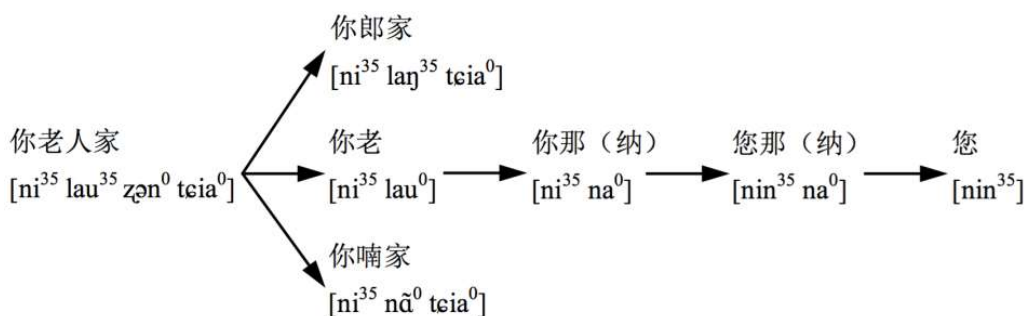 你郎家
[ni³⁵ laŋ³⁵ tɕia⁰]
你老人家
[ni³⁵ lau³⁵ ʐən⁰ tɕia⁰]
你老
[ni³⁵ lau⁰]
你那（纳）
[ni³⁵ na⁰]
您那（纳）
[nin³⁵ na⁰]
您
[nin³⁵]
你喃家
[ni³⁵ nɑ̃⁰ tɕia⁰]